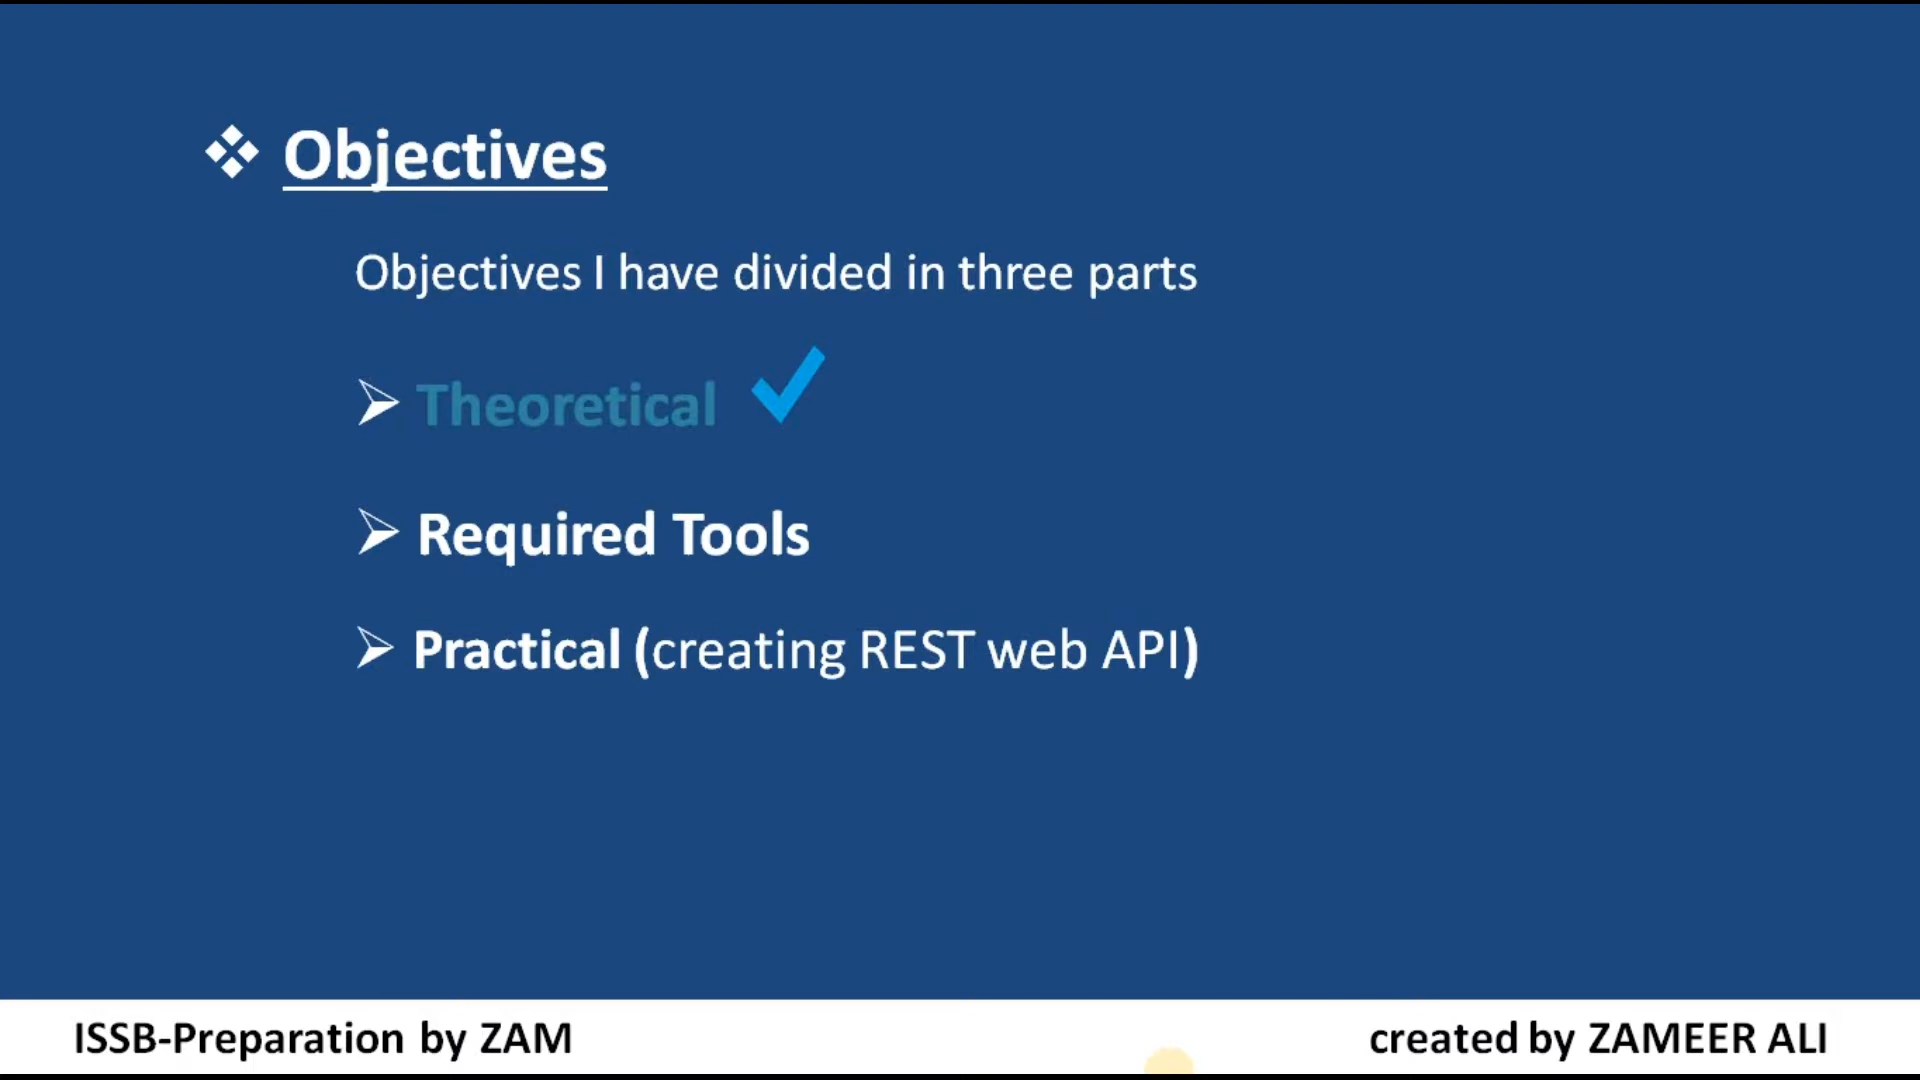 Objectives
Objectives I have divided in three parts
Theoretical
Required Tools
Practical (creating REST web API)
ISSB-Preparation by ZAM
created by ZAMEER ALI